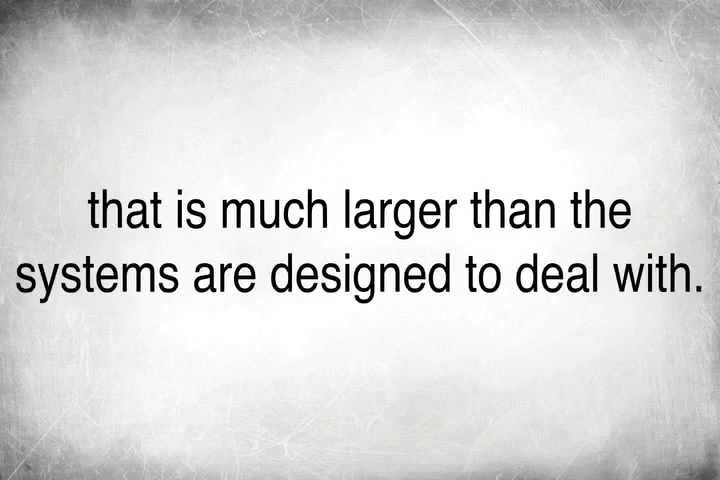 that is much larger than the
systems are designed to deal with.